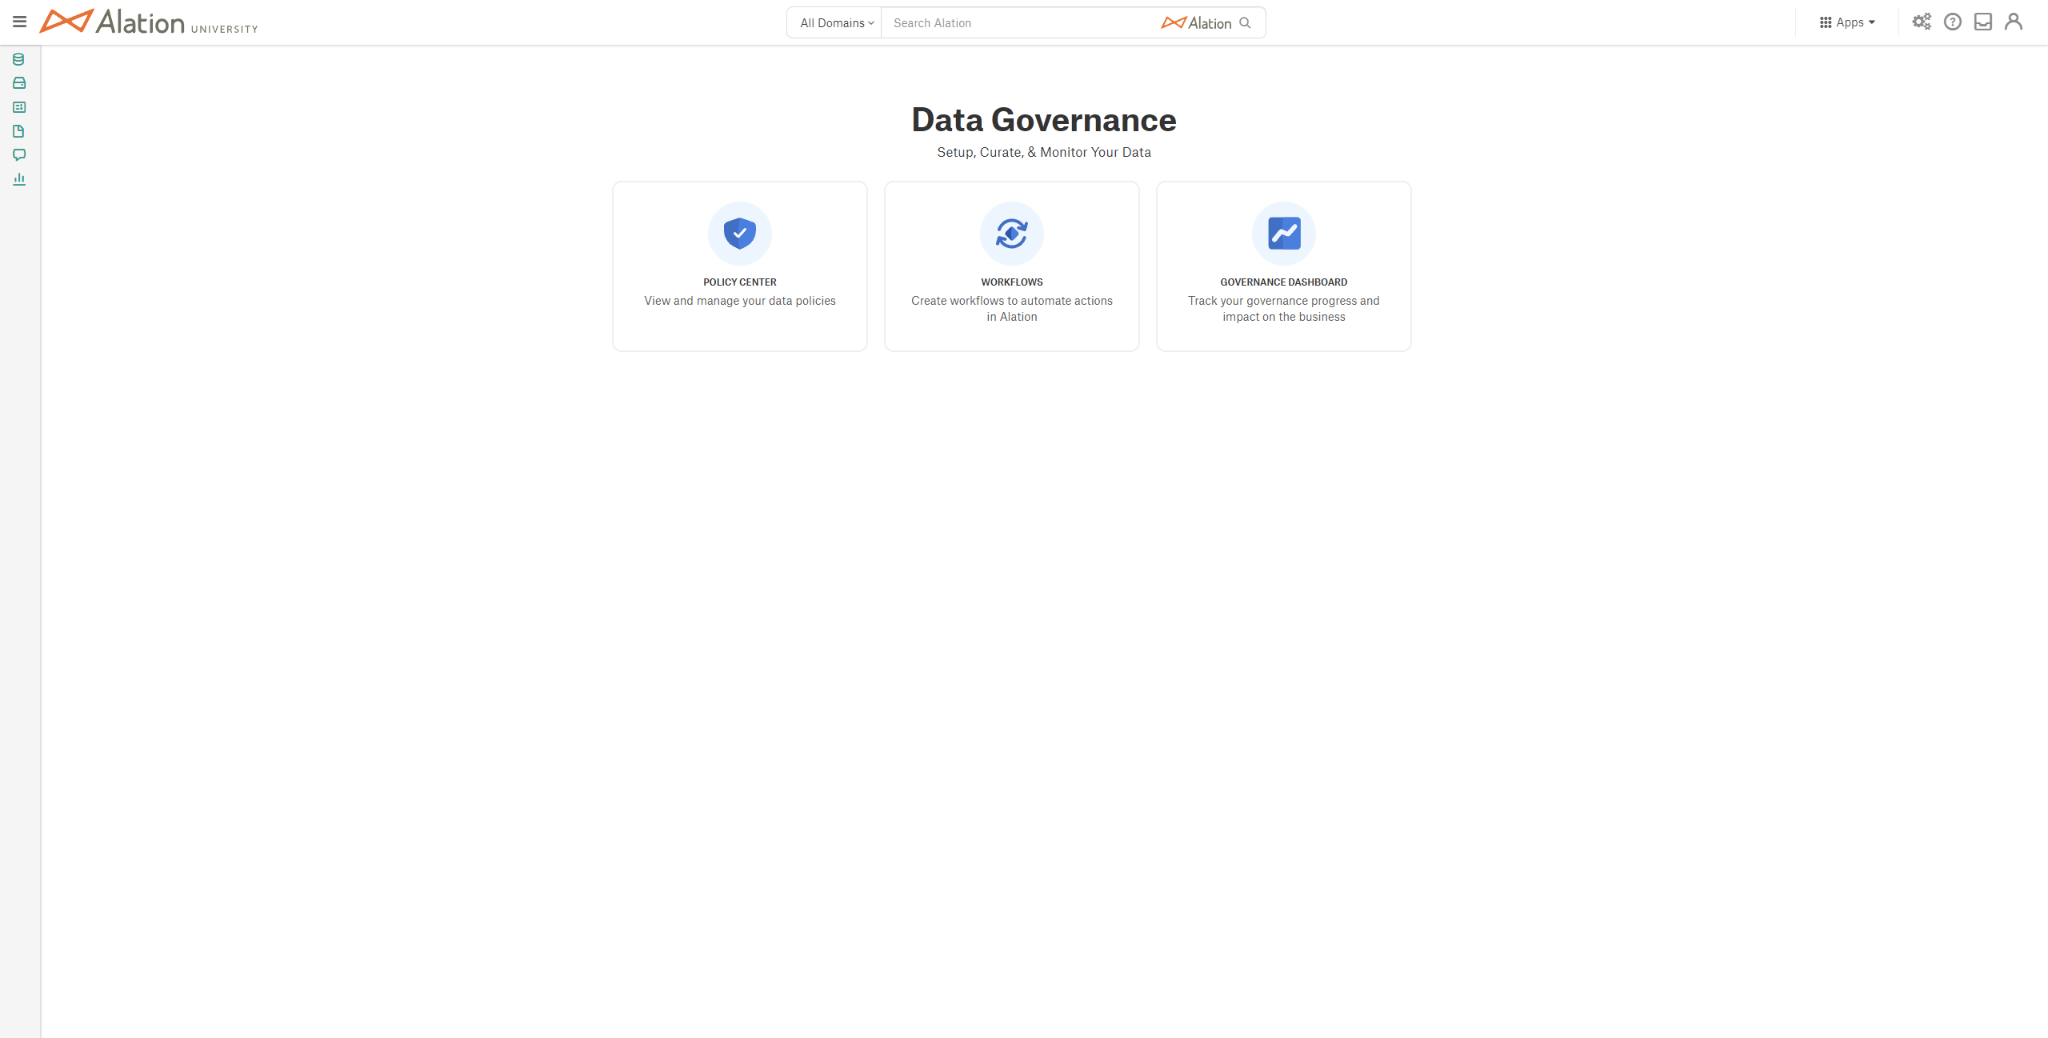 Alation UNIVERSITY
All Domains
Search Alation
Alation
Apps
Data Governance
Setup, Curate, & Monitor Your Data
POLICY CENTER
View and manage your data policies
WORKFLOWS
Create workflows to automate actions
in Alation
GOVERNANCE DASHBOARD
Track your governance progress and
impact on the business